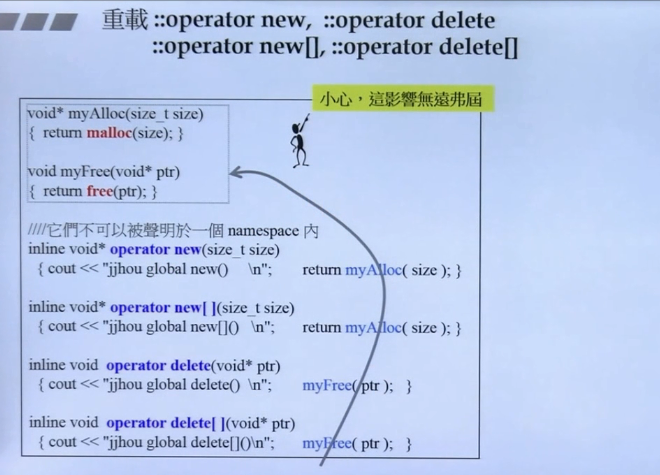 重載 ::operator new, ::operator delete
::operator new[], ::operator delete[]
小心，這影響無遠弗屆
void* myAlloc(size_t size)
{ return malloc(size); }
void myFree(void* ptr)
{ return free(ptr); }
////它們不可以被聲明於一個 namespace 內
inline void* operator new(size_t size)
{ cout << "jjhou global new() \n"; return myAlloc( size ); }
inline void* operator new[ ](size_t size)
{ cout << "jjhou global new[]() \n"; return myAlloc( size ); }
inline void operator delete(void* ptr)
{ cout << "jjhou global delete() \n"; myFree( ptr ); }
inline void operator delete[ ](void* ptr)
{ cout << "jjhou global delete[]()\n"; myFree( ptr ); }